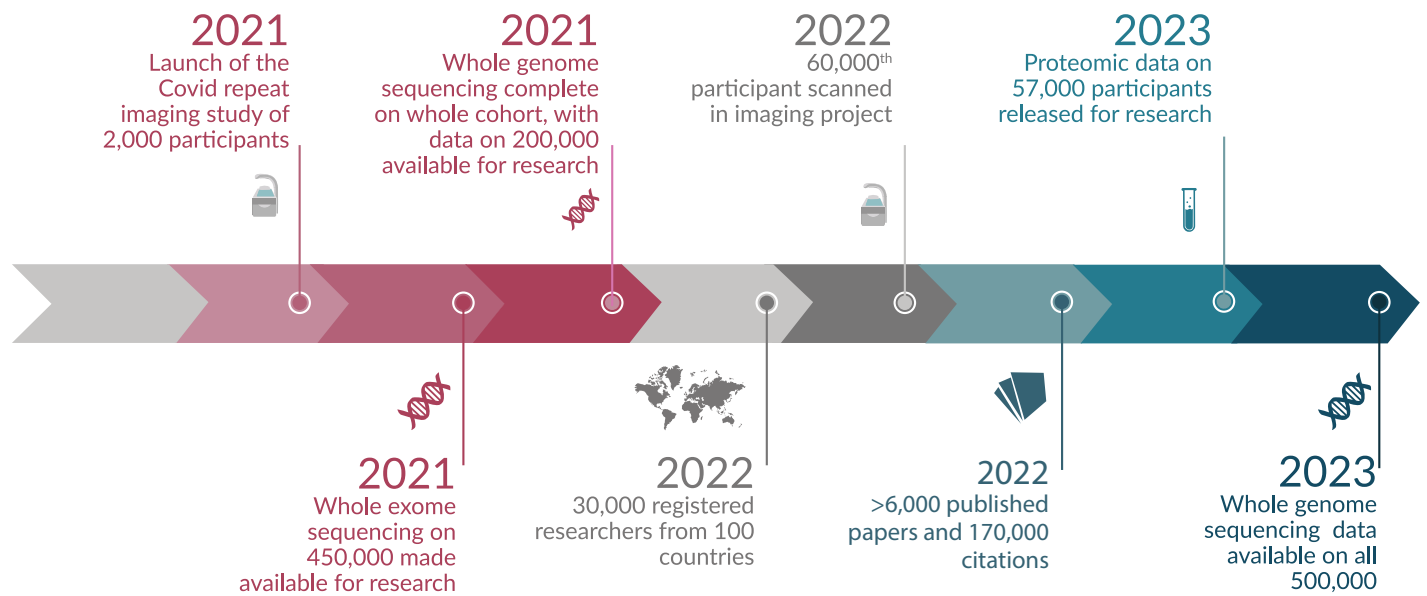 2021
Launch of the
Covid repeat
imaging study of
2,000 participants
2021
Whole exome
sequencing on
450,000 made
available for research
2021
Whole genome
sequencing complete
on whole cohort, with
data on 200,000
available for research
2022
30,000 registered
researchers from 100
countries
2022
60,000th
participant scanned
in imaging project
2022
>6,000 published
papers and 170,000
citations
2023
Proteomic data on
57,000 participants
released for research
2023
Whole genome
sequencing data
available on all
500,000